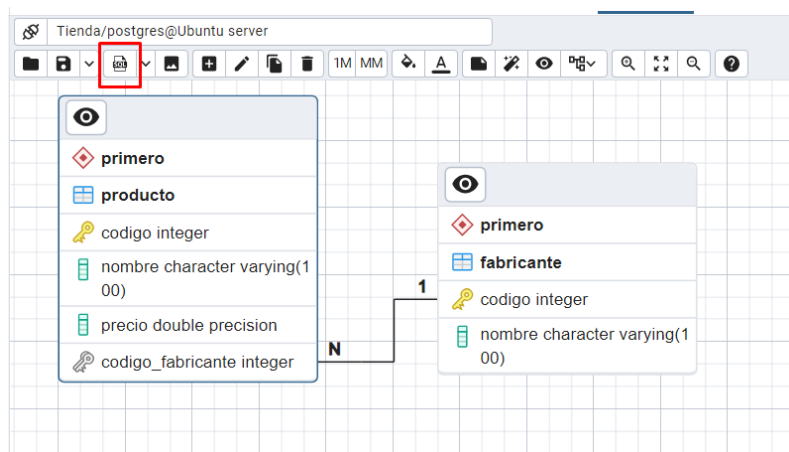 Tienda/postgres@Ubuntu server
SQL
1M MM
A
primero
producto
codigo integer
nombre character varying(1
00)
precio double precision
codigo_fabricante integer
N
1
primero
fabricante
codigo integer
nombre character varying(1
00)